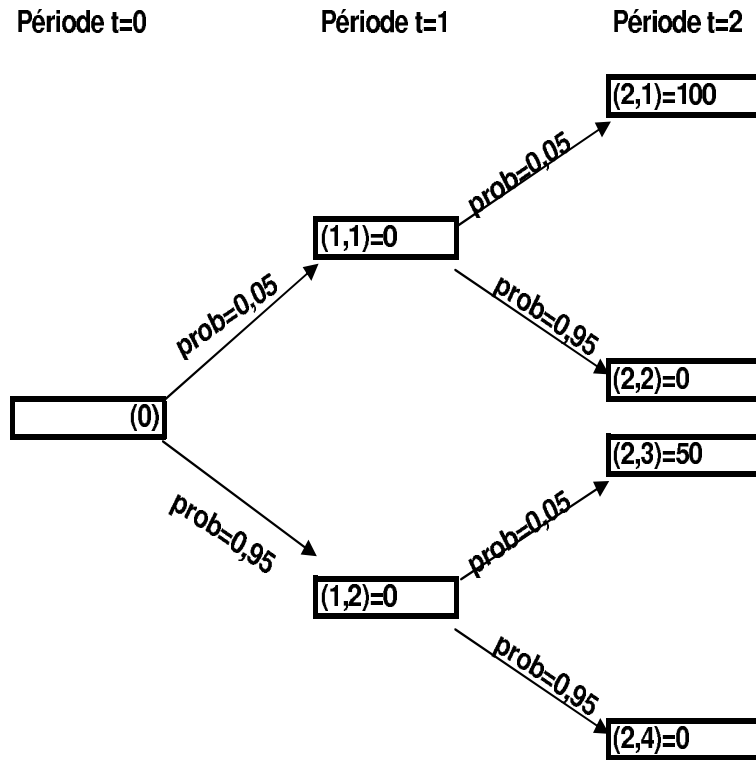 Période t=0
Période t=1
Période t=2
(2,1)=100
prob=0,05
(1,1)=0
prob=0,05
prob=0,95
(2,2)=0
(0)
(2,3)=50
prob=0,95
prob=0,05
(1,2)=0
prob=0,95
(2,4)=0